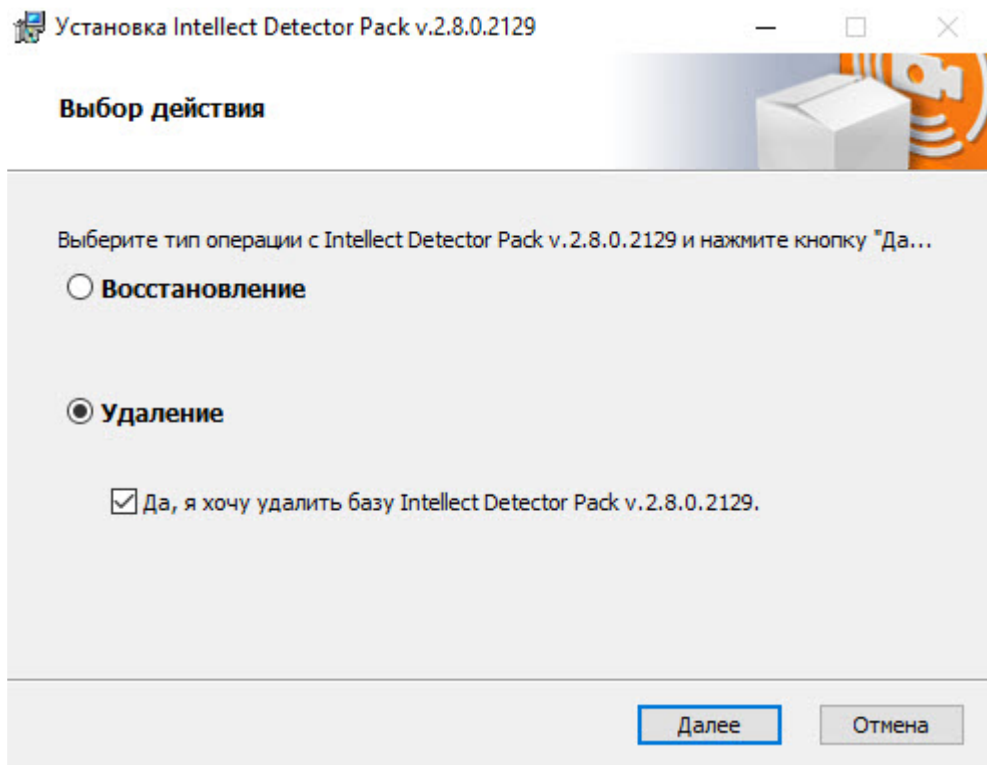 Установка Intellect Detector Pack v.2.8.0.2129
Выбор действия
Выберите тип операции с Intellect Detector Pack v.2.8.0.2129 и нажмите кнопку "Да...
Восстановление
Удаление
Да, я хочу удалить базу Intellect Detector Pack v.2.8.0.2129.
Далее
Отмена